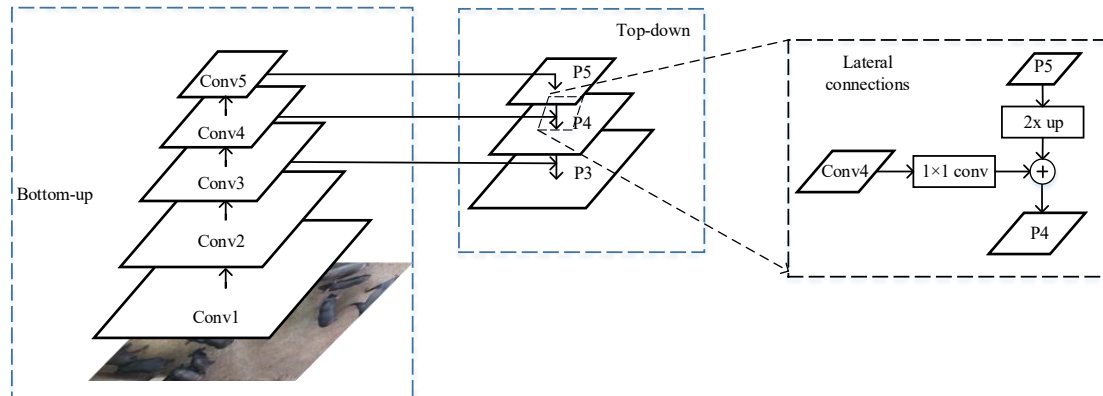 Bottom-up
Conv5
Conv4
Conv3
Conv2
Conv1
Top-down
P5
P4
P3
Lateral
connections
P5
2x up
Conv4
1×1 conv
+
P4